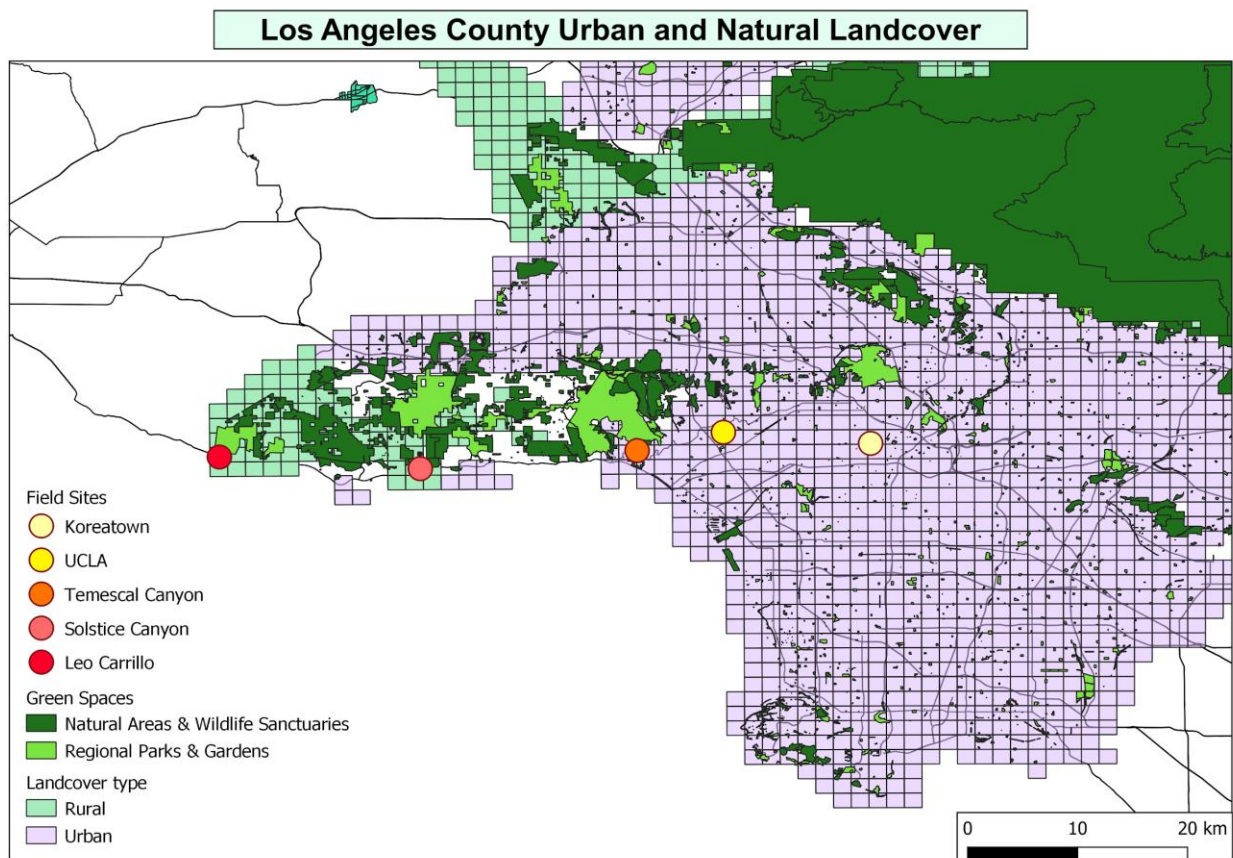 Los Angeles County Urban and Natural Landcover
Field Sites
Koreatown
UCLA
Temescal Canyon
Solstice Canyon
Leo Carrillo
Green Spaces
Natural Areas & Wildlife Sanctuaries
Regional Parks & Gardens
Landcover type
Rural
Urban
0 10 20 km